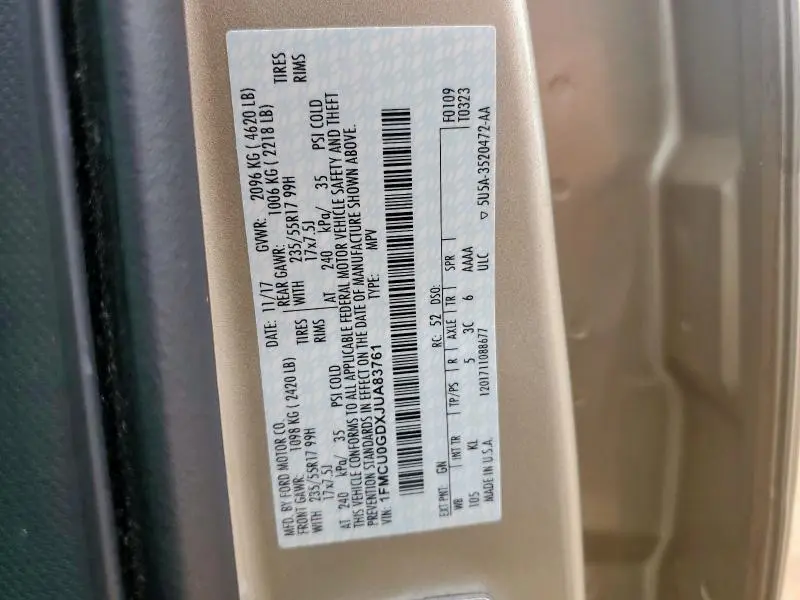 MFD. BY FORD MOTOR CO.
DATE: 11/17 GVWR: 2096 KG ( 4620 LB)
FRONT GAWR: 1098 KG ( 2420 LB) REAR GAWR: 1006 KG ( 2218 LB)
WITH 235/55R17 99H TIRES WITH 235/55R17 99H TIRES
17x7.5J RIMS 17x7.5J RIMS
AT 240 kPa/ 35 PSI COLD AT 240 kPa/ 35 PSI COLD
THIS VEHICLE CONFORMS TO ALL APPLICABLE FEDERAL MOTOR VEHICLE SAFETY AND THEFT
PREVENTION STANDARDS IN EFFECT ON THE DATE OF MANUFACTURE SHOWN ABOVE.
VIN: 1FMCU0GDXJUA83761
TYPE: MPV
F0109
T0323
EXT PNT: GN RC: 52 DSO:
WB INT TR TP/PS R AXLE TR SPR
105 KL 5 3C 6 AAAA
MADE IN U.S.A. 1201711088677 ULC
▽ 5U5A-3520472-AA